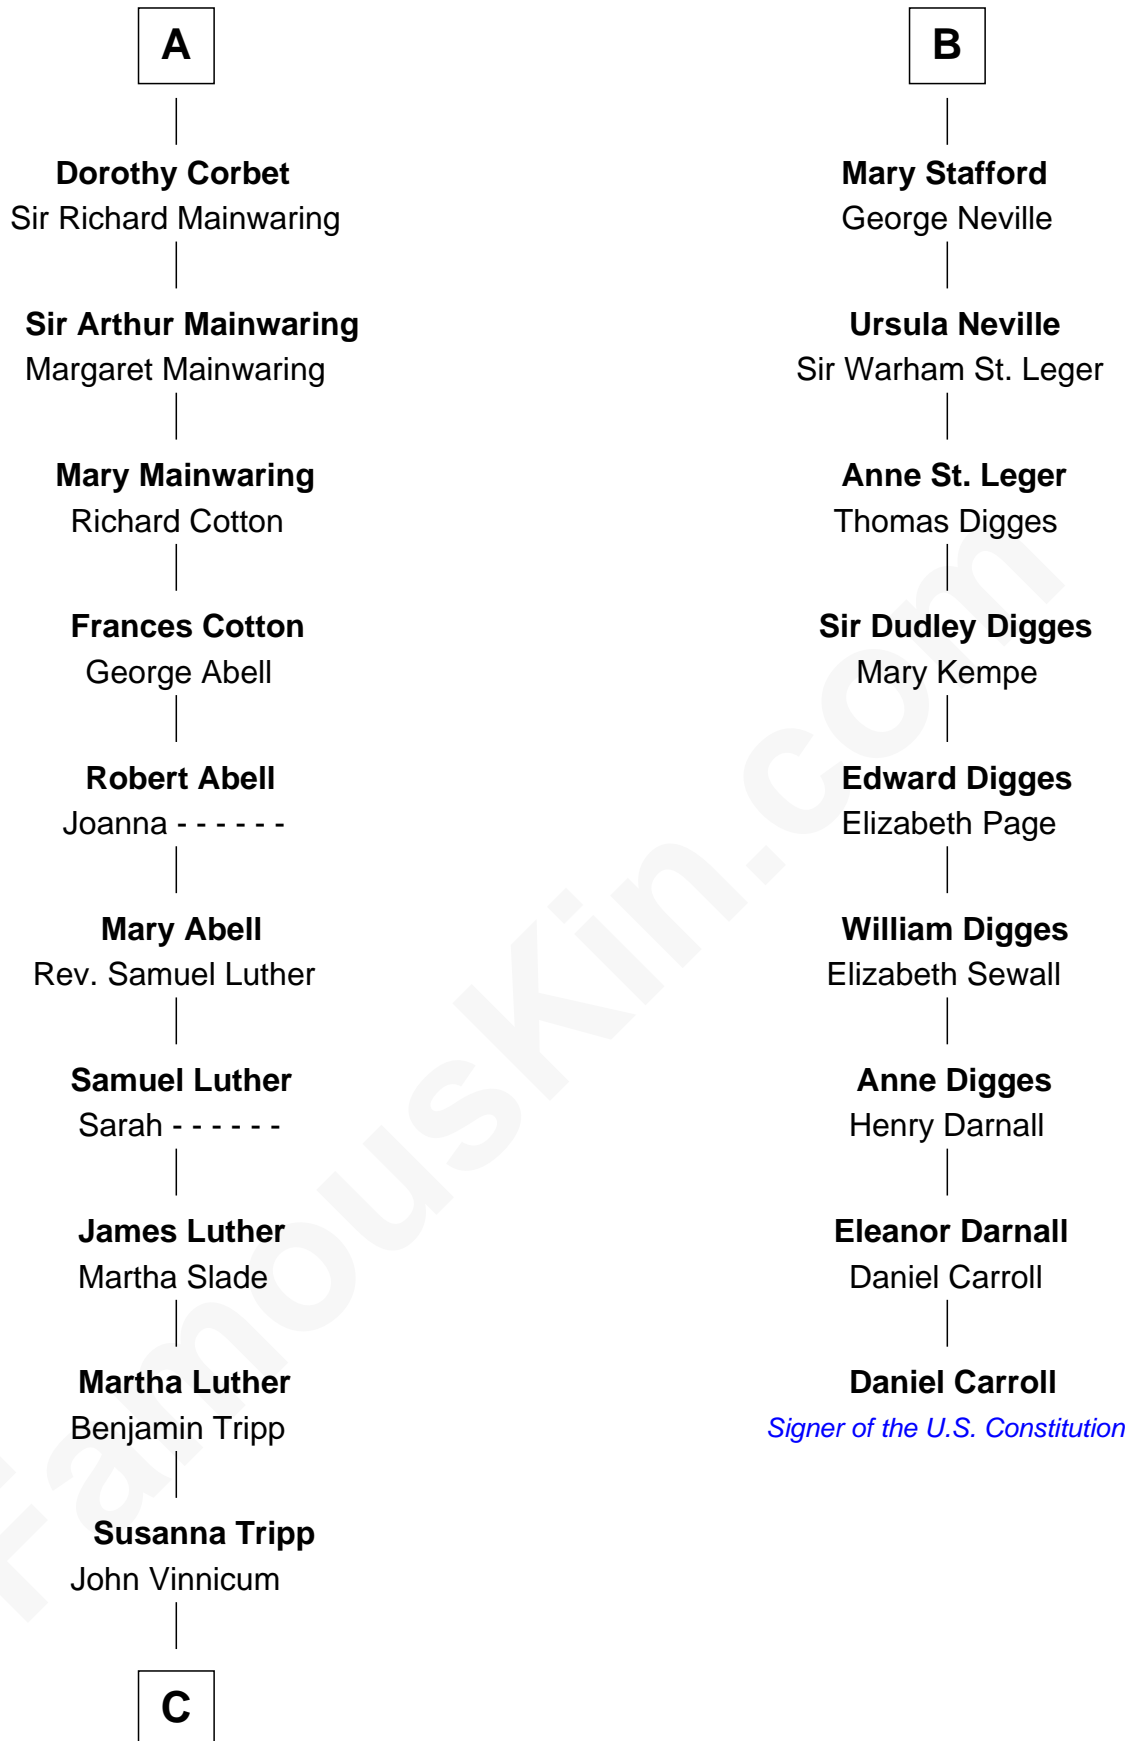 A
Dorothy Corbet
Sir Richard Mainwaring
Sir Arthur Mainwaring
Margaret Mainwaring
Mary Mainwaring
Richard Cotton
Frances Cotton
George Abell
Robert Abell
Joanna - - - - - -
Mary Abell
Rev. Samuel Luther
Samuel Luther
Sarah - - - - - -
James Luther
Martha Slade
Martha Luther
Benjamin Tripp
Susanna Tripp
John Vinnicum
C
B
Mary Stafford
George Neville
Ursula Neville
Sir Warham St. Leger
Anne St. Leger
Thomas Digges
Sir Dudley Digges
Mary Kempe
Edward Digges
Elizabeth Page
William Digges
Elizabeth Sewall
Anne Digges
Henry Darnall
Eleanor Darnall
Daniel Carroll
Daniel Carroll
Signer of the U.S. Constitution
FamousKin.com